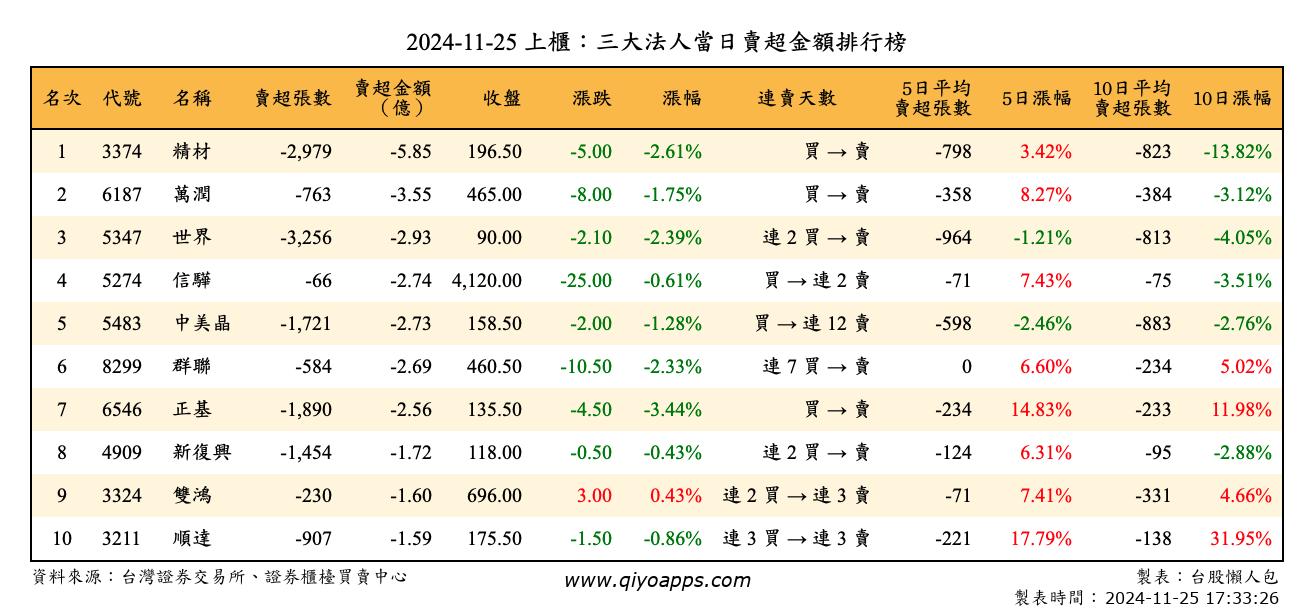 2024-11-25 上櫃：三大法人當日賣超金額排行榜
名次 代號 名稱 賣超張數 賣超金額（億） 收盤 漲跌 漲幅 連賣天數 5日平均賣超張數 5日漲幅 10日平均賣超張數 10日漲幅
1 3374 精材 -2,979 -5.85 196.50 -5.00 -2.61% 買 → 賣 -798 3.42% -823 -13.82%
2 6187 萬潤 -763 -3.55 465.00 -8.00 -1.75% 買 → 賣 -358 8.27% -384 -3.12%
3 5347 世界 -3,256 -2.93 90.00 -2.10 -2.39% 連 2 買 → 賣 -964 -1.21% -813 -4.05%
4 5274 信驊 -66 -2.74 4,120.00 -25.00 -0.61% 買 → 連 2 賣 -71 7.43% -75 -3.51%
5 5483 中美晶 -1,721 -2.73 158.50 -2.00 -1.28% 買 → 連 12 賣 -598 -2.46% -883 -2.76%
6 8299 群聯 -584 -2.69 460.50 -10.50 -2.33% 連 7 買 → 賣 0 6.60% -234 5.02%
7 6546 正基 -1,890 -2.56 135.50 -4.50 -3.44% 買 → 賣 -234 14.83% -233 11.98%
8 4909 新復興 -1,454 -1.72 118.00 -0.50 -0.43% 連 2 買 → 賣 -124 6.31% -95 -2.88%
9 3324 雙鴻 -230 -1.60 696.00 3.00 0.43% 連 2 買 → 連 3 賣 -71 7.41% -331 4.66%
10 3211 順達 -907 -1.59 175.50 -1.50 -0.86% 連 3 買 → 連 3 賣 -221 17.79% -138 31.95%
資料來源：台灣證券交易所、證券櫃檯買賣中心 www.qiyoapps.com 製表：台股懶人包
製表時間：2024-11-25 17:33:26